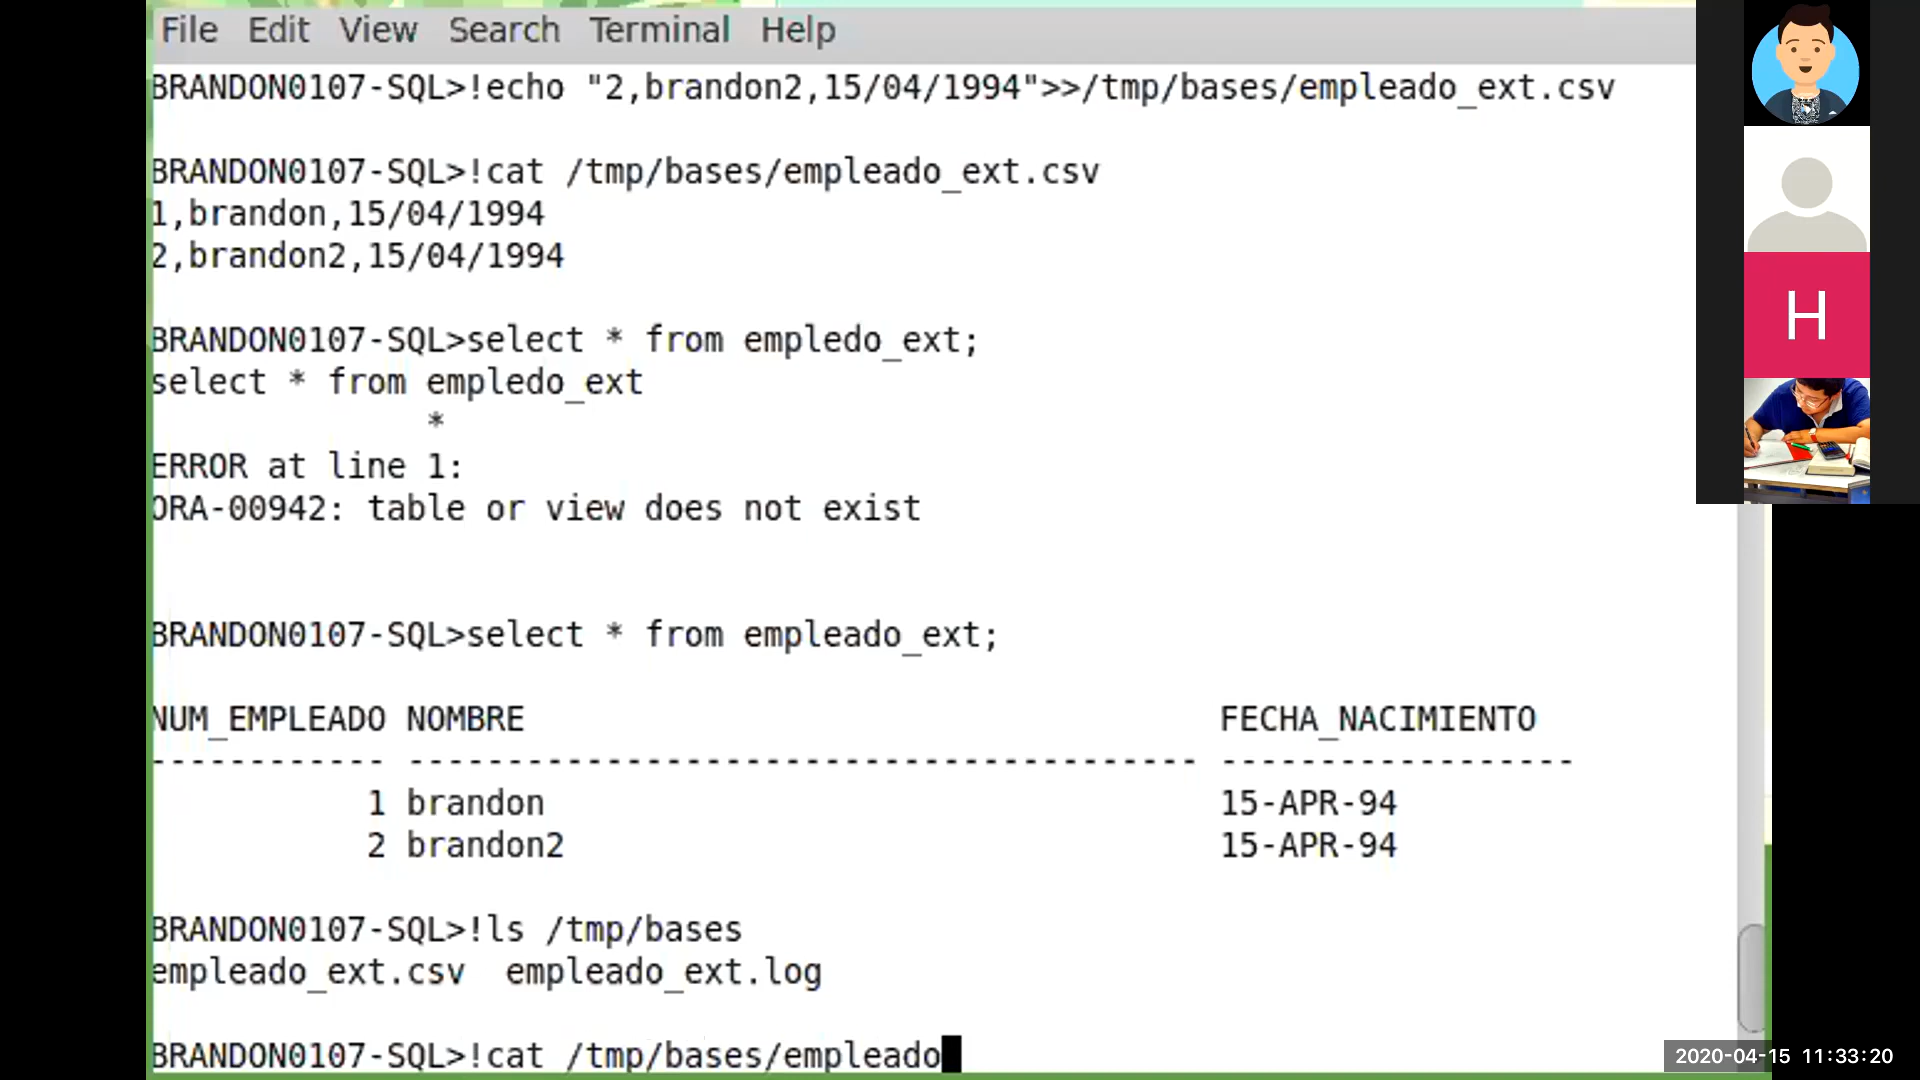 File Edit View Search Terminal Help
BRANDON0107-SQL>!echo "2,brandon2,15/04/1994">>/tmp/bases/empleado_ext.csv
BRANDON0107-SQL>!cat /tmp/bases/empleado_ext.csv
1,brandon,15/04/1994
2,brandon2,15/04/1994
BRANDON0107-SQL>select * from empledo_ext;
select * from empledo_ext
*
ERROR at line 1:
ORA-00942: table or view does not exist
BRANDON0107-SQL>select * from empleado_ext;
NUM_EMPLEADO NOMBRE FECHA_NACIMIENTO
------------ ---------------------------------------- ------------------
1 brandon 15-APR-94
2 brandon2 15-APR-94
BRANDON0107-SQL>!ls /tmp/bases
empleado_ext.csv empleado_ext.log
BRANDON0107-SQL>!cat /tmp/bases/empleado
H
2020-04-15 11:33:20